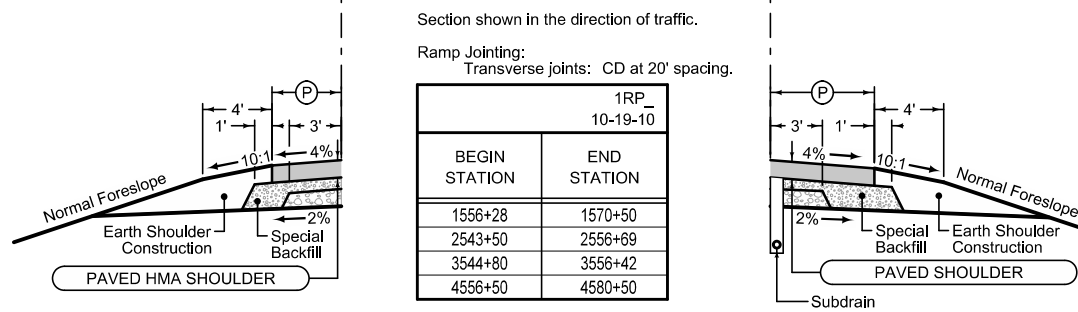 Section shown in the direction of traffic.
Ramp Jointing:
Transverse joints: CD at 20' spacing.
1RP_
10-19-10
BEGIN STATION
END STATION
1556+28 1570+50
2543+50 2556+69
3544+80 3556+42
4556+50 4580+50
P
4'
1'
3'
10:1
4%
Normal Foreslope
2%
Earth Shoulder
Construction
Special
Backfill
PAVED HMA SHOULDER
P
4'
3'
1'
4%
10:1
Normal Foreslope
2%
Special
Backfill
Earth Shoulder
Construction
PAVED SHOULDER
Subdrain